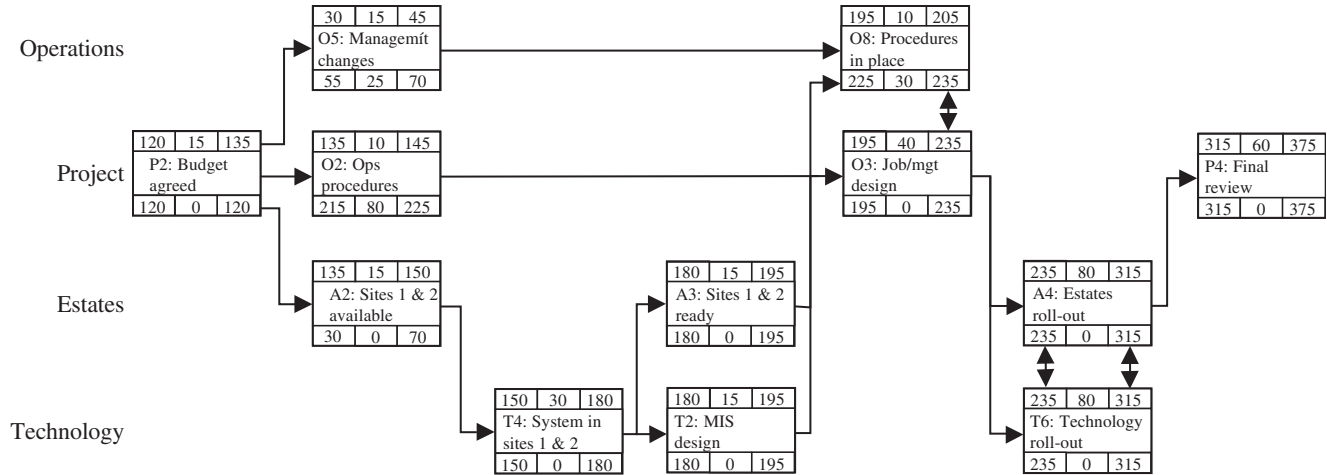 30 15 45
195 10 205
Operations
O5: Managemít
changes
O8: Procedures
in place
55 25 70
225 30 235
120 15 135
135 10 145
195 40 235
315 60 375
Project
P2: Budget
agreed
O2: Ops
procedures
O3: Job/mgt
design
P4: Final
review
120 0 120
215 80 225
195 0 235
315 0 375
135 15 150
180 15 195
235 80 315
Estates
A2: Sites 1 & 2
available
A3: Sites 1 & 2
ready
A4: Estates
roll-out
30 0 70
180 0 195
235 0 315
150 30 180
180 15 195
235 80 315
Technology
T4: System in
sites 1 & 2
T2: MIS
design
T6: Technology
roll-out
150 0 180
180 0 195
235 0 315